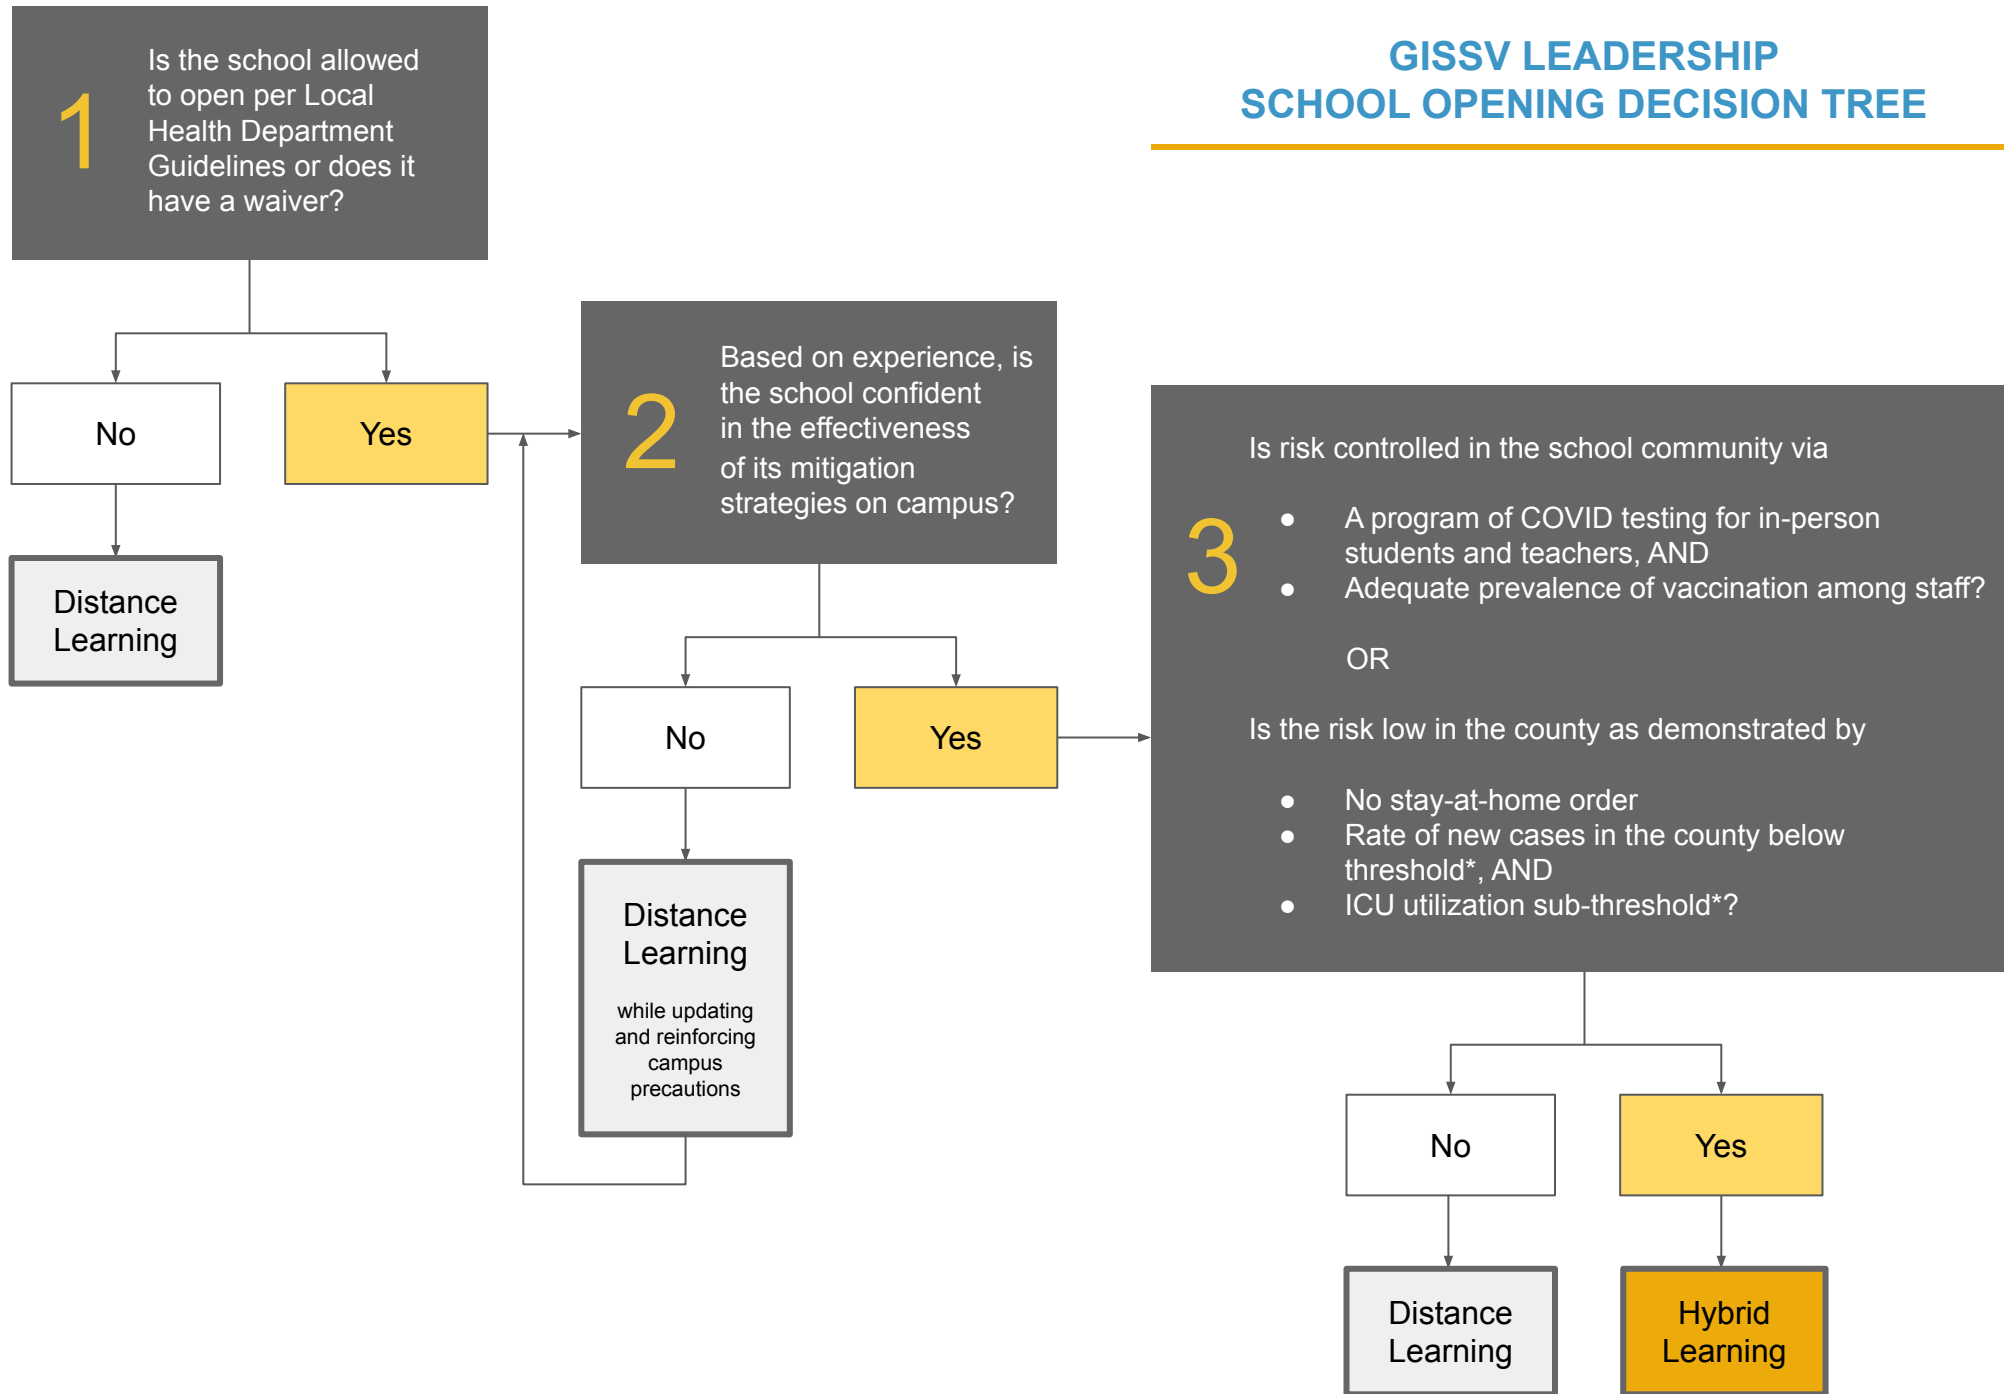 GISSV LEADERSHIP
SCHOOL OPENING DECISION TREE
1
Is the school allowed
to open per Local
Health Department
Guidelines or does it
have a waiver?
No
Yes
Distance
Learning
2
Based on experience, is
the school confident
in the effectiveness
of its mitigation
strategies on campus?
No
Yes
Distance
Learning
while updating
and reinforcing
campus
precautions
3
Is risk controlled in the school community via
● A program of COVID testing for in-person
students and teachers, AND
● Adequate prevalence of vaccination among staff?
OR
Is the risk low in the county as demonstrated by
● No stay-at-home order
● Rate of new cases in the county below
threshold*, AND
● ICU utilization sub-threshold*?
No
Yes
Distance
Learning
Hybrid
Learning